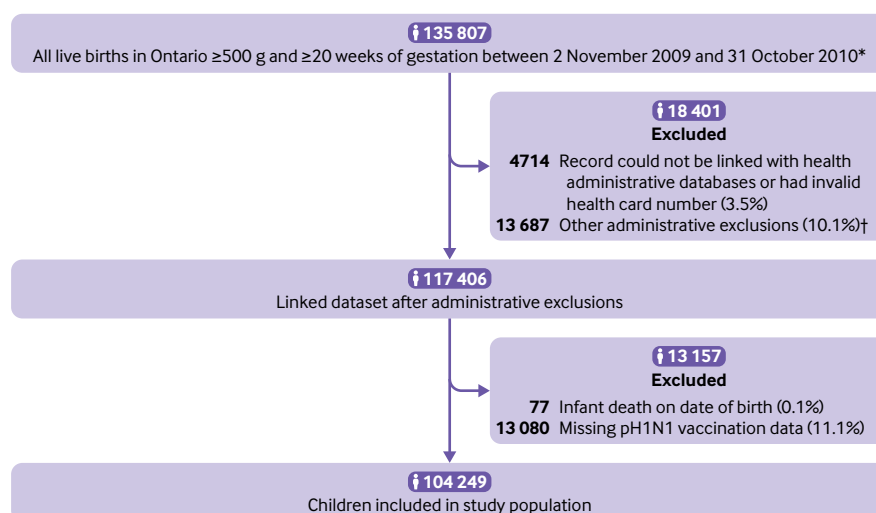 135 807
All live births in Ontario ≥500 g and ≥20 weeks of gestation between 2 November 2009 and 31 October 2010*
18 401
Excluded
4714 Record could not be linked with health
administrative databases or had invalid
health card number (3.5%)
13 687 Other administrative exclusions (10.1%)†
117 406
Linked dataset after administrative exclusions
13 157
Excluded
77 Infant death on date of birth (0.1%)
13 080 Missing pH1N1 vaccination data (11.1%)
104 249
Children included in study population